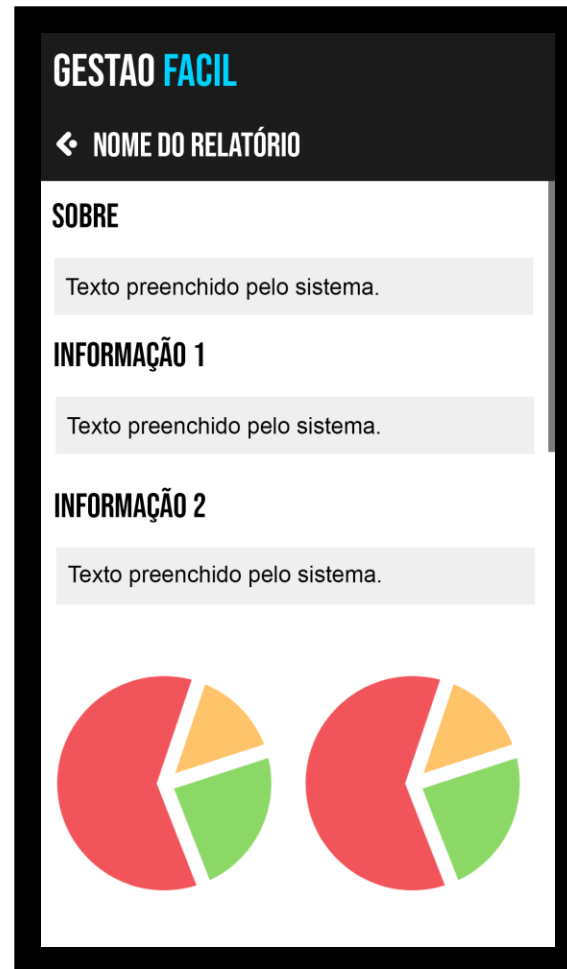 GESTAO FACIL
NOME DO RELATÓRIO
SOBRE
Texto preenchido pelo sistema.
INFORMAÇÃO 1
Texto preenchido pelo sistema.
INFORMAÇÃO 2
Texto preenchido pelo sistema.